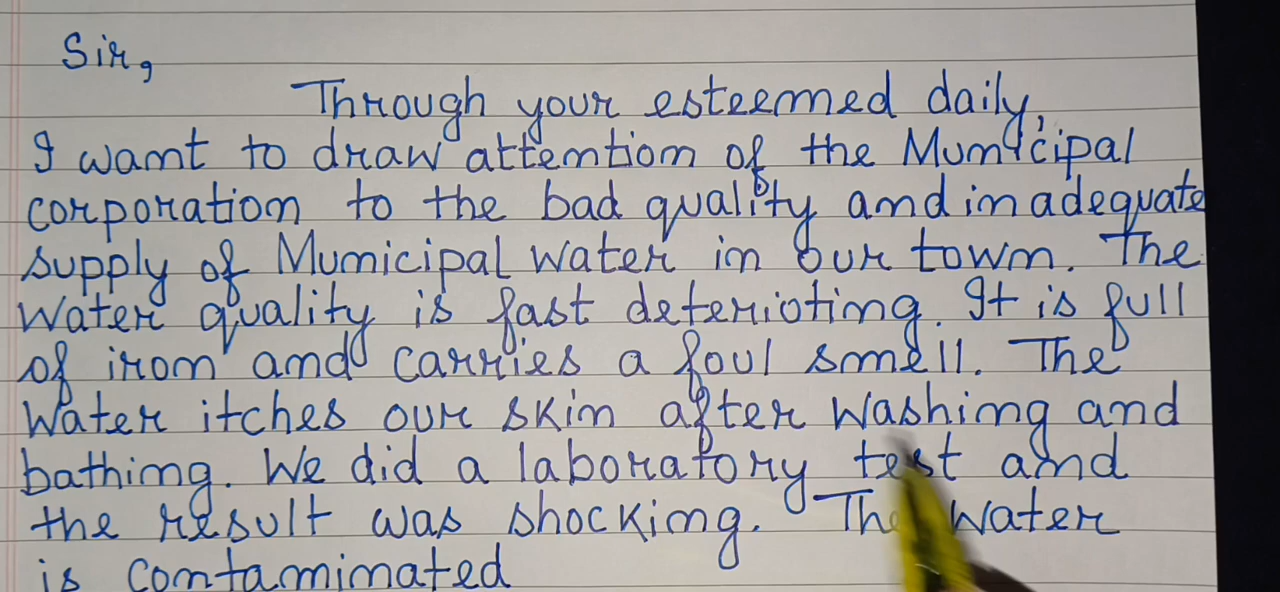 Sir,
Through your esteemed daily,
I want to draw attention of the Municipal
corporation to the bad quality and inadequate
supply of Municipal water in our town. The
water quality is fast deterioting. It is full
of iron and carries a foul smell. The
water itches our skin after washing and
bathing. We did a laboratory test and
the result was shocking. The water
is contaminated